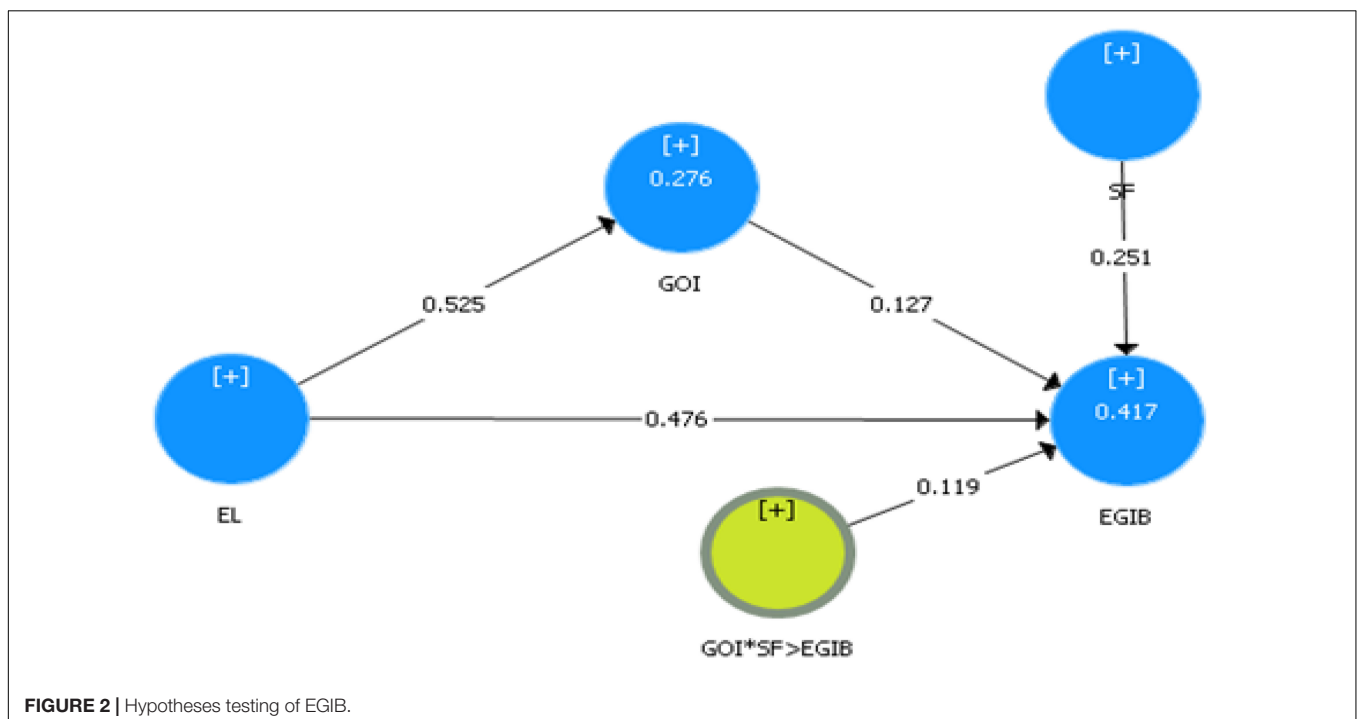 [+]
SF
[+]
0.276
GOI
0.251
0.525
0.127
[+]
EL
0.476
[+]
0.417
EGIB
0.119
[+]
GOI*SF>EGIB
FIGURE 2 | Hypotheses testing of EGIB.